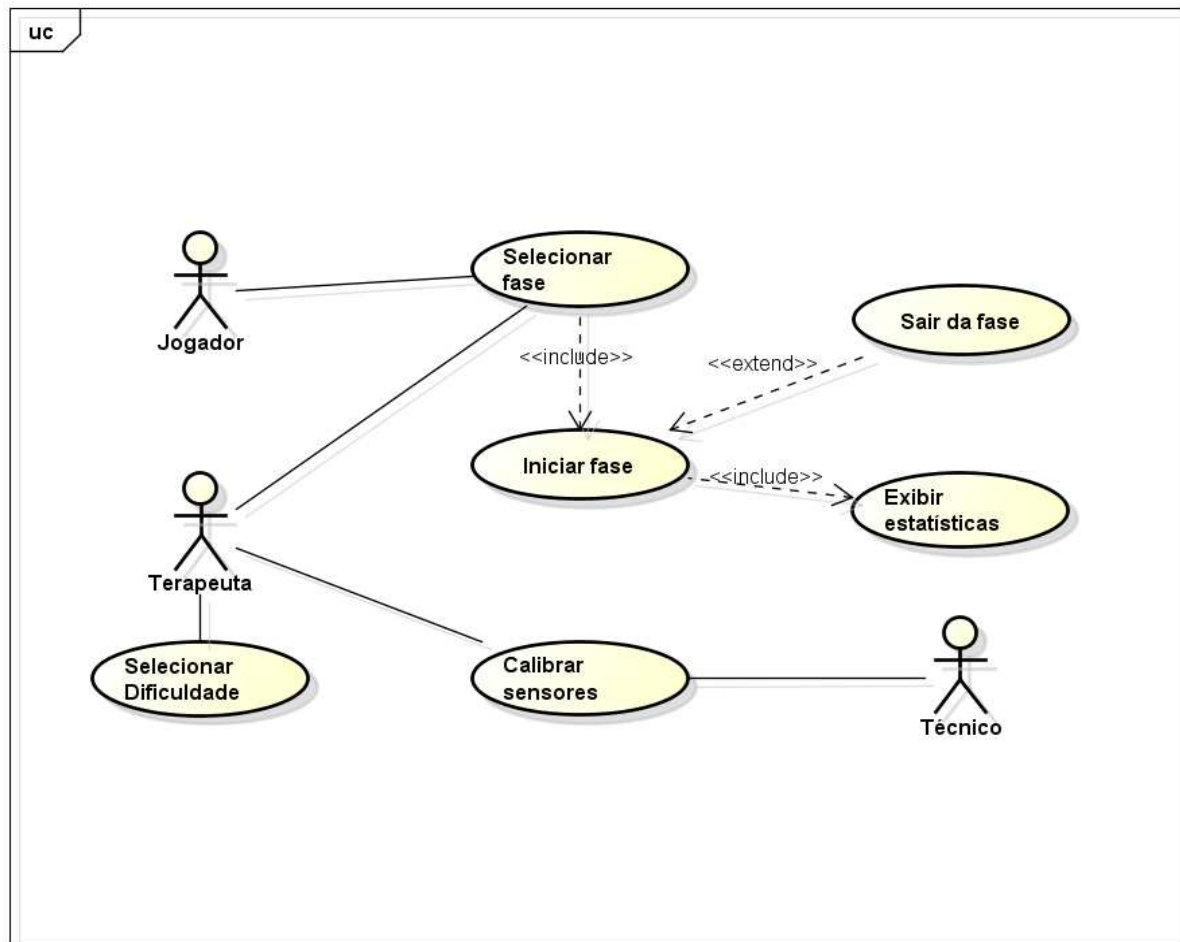 uc
Selecionar
fase
Jogador
Sair da fase
<<include>>
<<extend>>
Iniciar fase
<<include>>
Exibir
estatísticas
Terapeuta
Selecionar
Dificuldade
Calibrar
sensores
Técnico